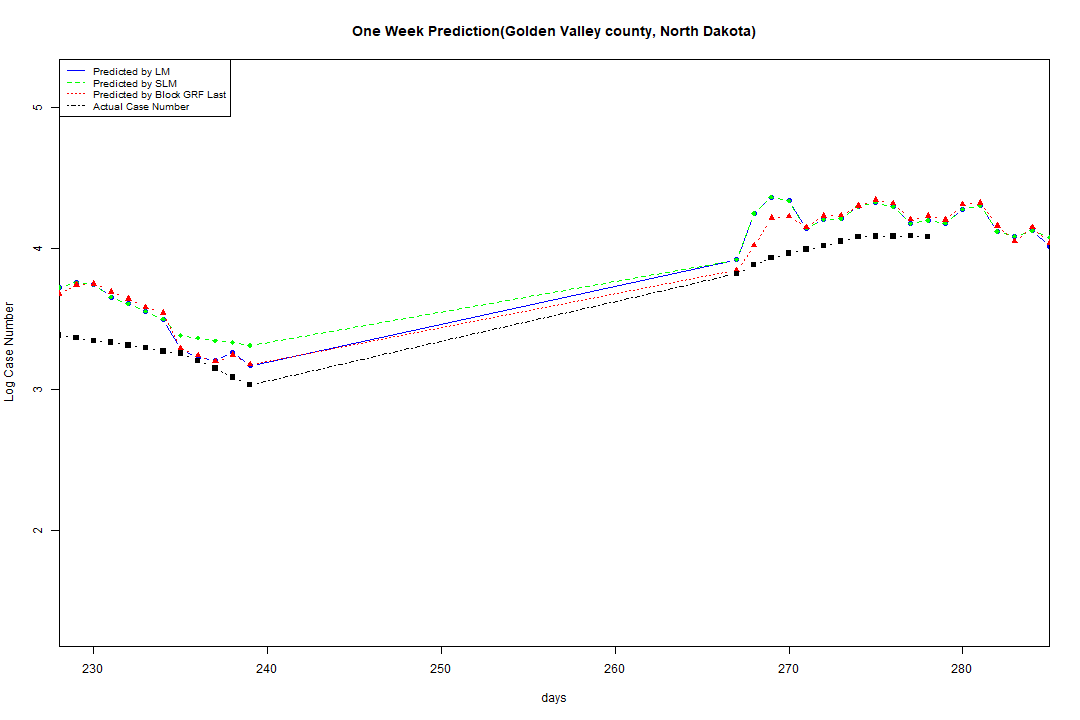 One Week Prediction(Golden Valley county, North Dakota)
Predicted by LM
Predicted by SLM
Predicted by Block GRF Last
Actual Case Number
5
4
3
2
Log Case Number
230 240 250 260 270 280
days